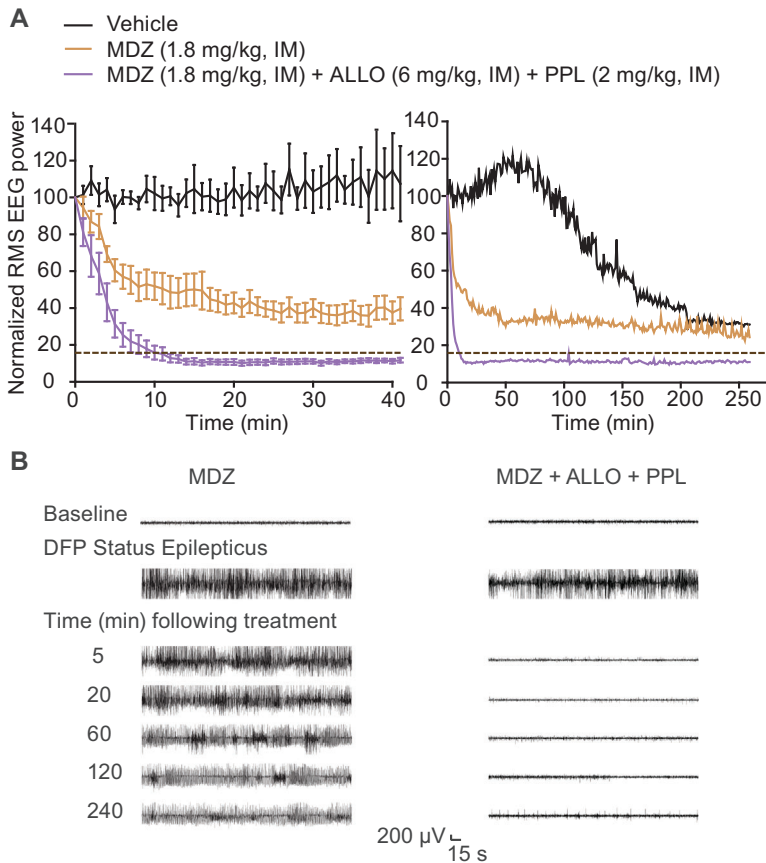 A
Vehicle
MDZ (1.8 mg/kg, IM)
MDZ (1.8 mg/kg, IM) + ALLO (6 mg/kg, IM) + PPL (2 mg/kg, IM)
Normalized RMS EEG power
140
120
100
80
60
40
20
0
0 10 20 30 40
Time (min)
140
120
100
80
60
40
20
0
0 50 100 150 200 250
Time (min)
B
MDZ MDZ + ALLO + PPL
Baseline
DFP Status Epilepticus
Time (min) following treatment
5
20
60
120
240
200 µV
15 s